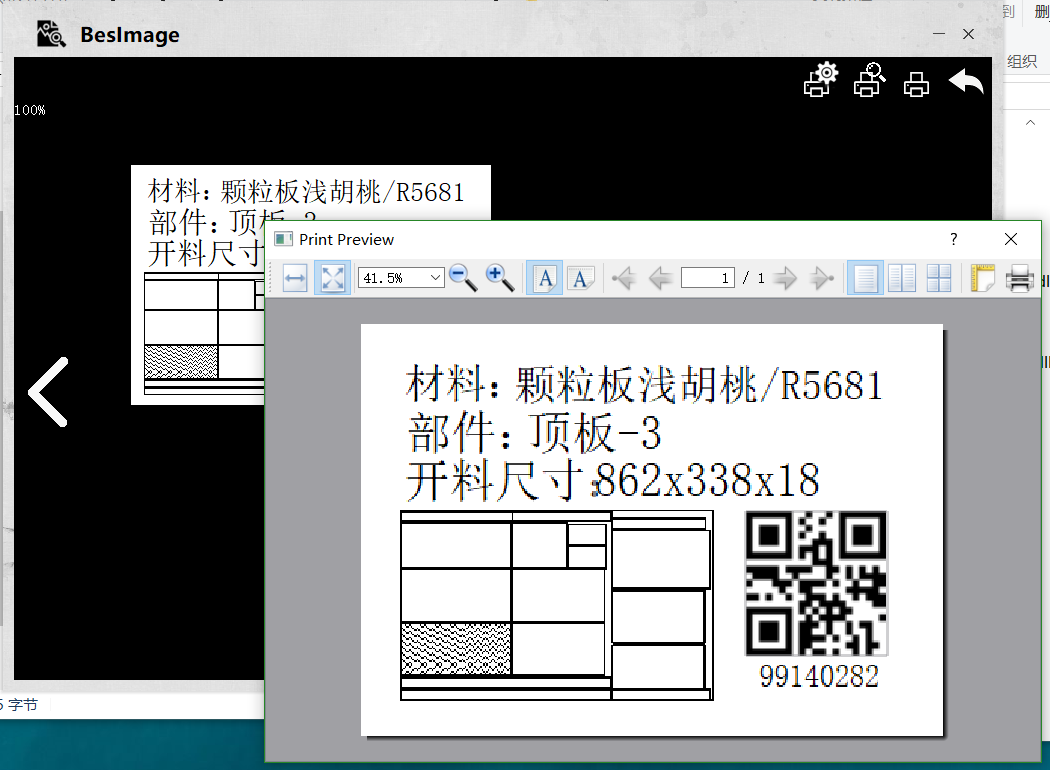 到 删
BesImage
组织
100%
材料:颗粒板浅胡桃/R5681
部件:顶板-3
开料尺寸
Print Preview
?
41.5%
A A
1 / 1
材料:颗粒板浅胡桃/R5681
部件:顶板-3
开料尺寸:862x338x18
99140282
字节